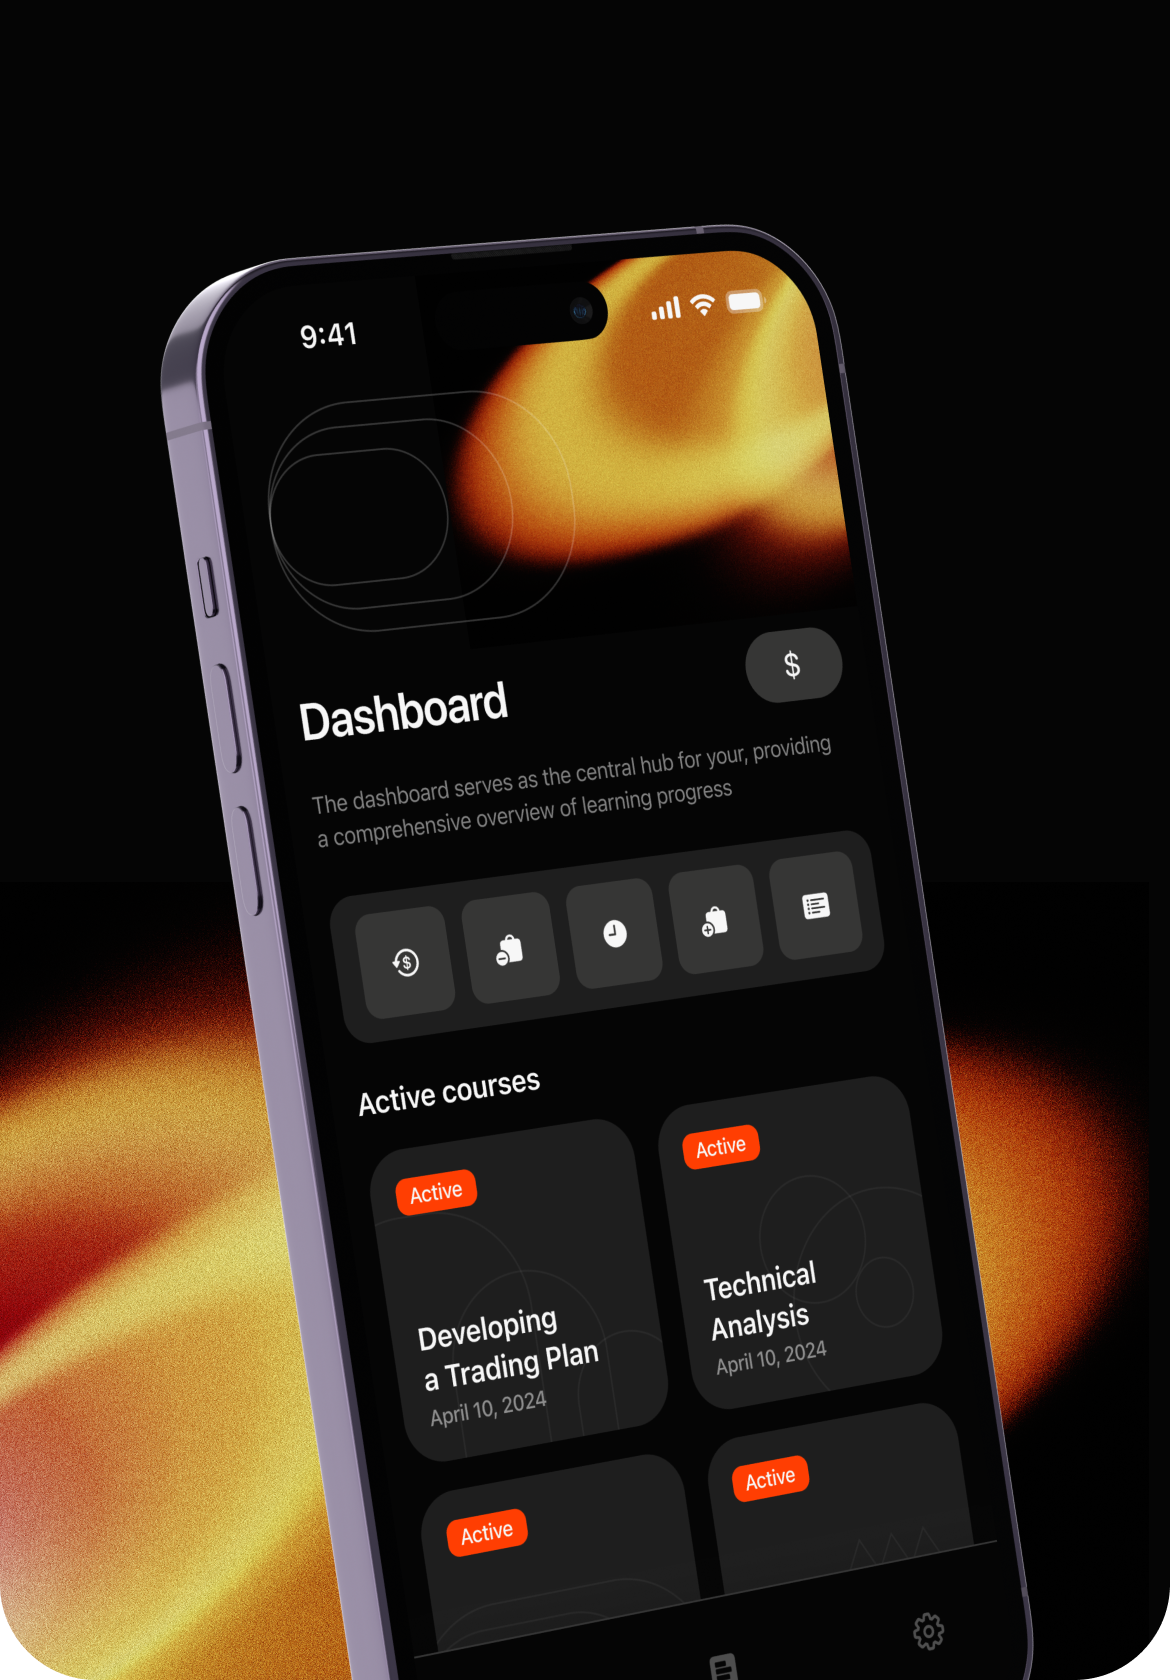 9:41
$
Dashboard
The dashboard serves as the central hub for your, providing
a comprehensive overview of learning progress
$
Active courses
Active
Developing
a Trading Plan
April 10, 2024
Active
Technical
Analysis
April 10, 2024
Active
Active